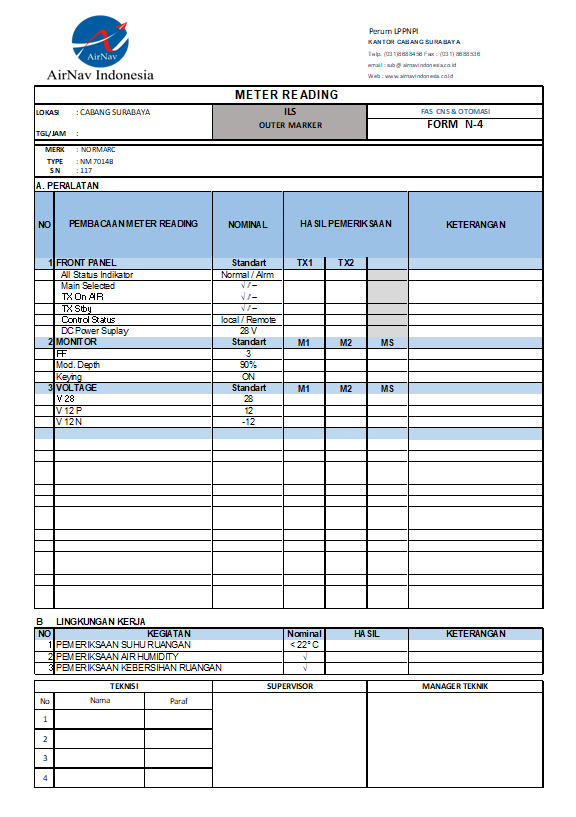 AirNav
AirNav Indonesia
Perum LPPNPI
KANTOR CABANG SURABAYA
Telp. (031)8688456 Fax : (031) 8688536
email : sub@airnavindonesia.co.id
Web : www.airnavindonesia.co.id
METER READING
LOKASI : CABANG SURABAYA
TGL/JAM :
ILS
OUTER MARKER
FAS CNS & OTOMASI
FORM N-4
MERK : NORMARC
TYPE : NM 7014B
S N : 117
A. PERALATAN
NO PEMBACAAN METER READING NOMINAL HASIL PEMERIKSAAN KETERANGAN
1 FRONT PANEL Standart TX1 TX2
All Status Indikator Normal / Alrm
Main Selected √ / –
TX On AIR √ / –
TX Stby √ / –
Control Status local / Remote
DC Power Suplay 28 V
2 MONITOR Standart M1 M2 MS
FF 3
Mod. Depth 90%
Keying ON
3 VOLTAGE Standart M1 M2 MS
V 28 28
V 12 P 12
V 12 N -12
B LINGKUNGAN KERJA
NO KEGIATAN Nominal HASIL KETERANGAN
1 PEMERIKSAAN SUHU RUANGAN < 22° C
2 PEMERIKSAAN AIR HUMIDITY √
3 PEMERIKSAAN KEBERSIHAN RUANGAN √
TEKNISI SUPERVISOR MANAGER TEKNIK
No Nama Paraf
1
2
3
4